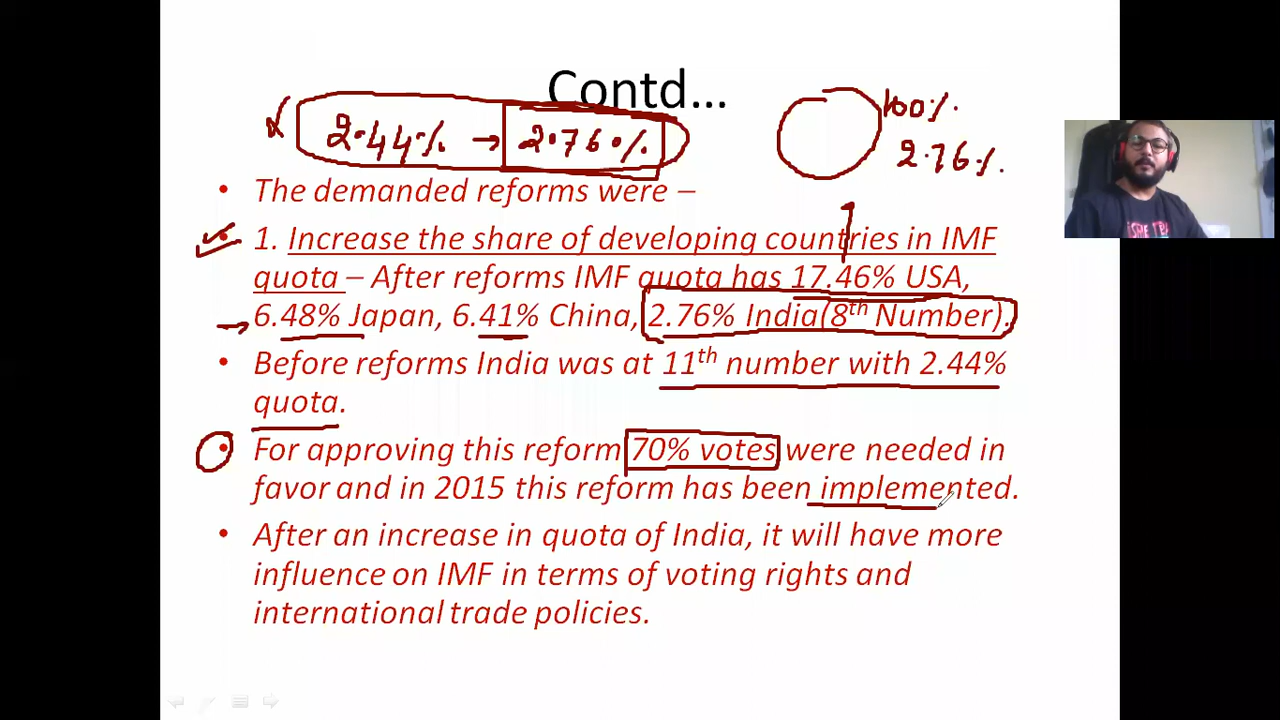 Contd...
100%.
2.44% → 2.76%
2.76%.
• The demanded reforms were –
• 1. Increase the share of developing countries in IMF
quota – After reforms IMF quota has 17.46% USA,
6.48% Japan, 6.41% China, 2.76% India(8th Number).
• Before reforms India was at 11th number with 2.44%
quota.
• For approving this reform 70% votes were needed in
favor and in 2015 this reform has been implemented.
• After an increase in quota of India, it will have more
influence on IMF in terms of voting rights and
international trade policies.